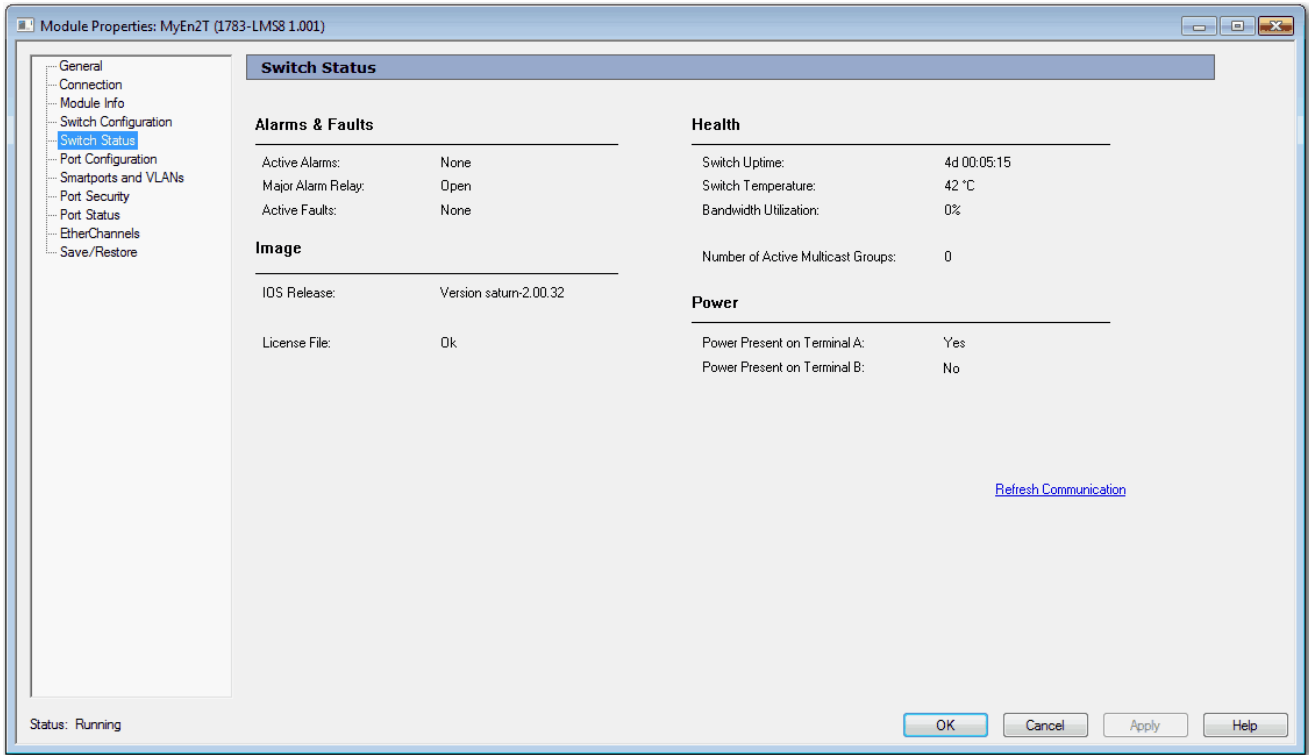 Module Properties: MyEn2T (1783-LMS8 1.001)
General
Connection
Module Info
Switch Configuration
Switch Status
Port Configuration
Smartports and VLANs
Port Security
Port Status
EtherChannels
Save/Restore
Switch Status
Alarms & Faults
Active Alarms: None
Major Alarm Relay: Open
Active Faults: None
Image
IOS Release: Version saturn-2.00.32
License File: Ok
Health
Switch Uptime: 4d 00:05:15
Switch Temperature: 42 °C
Bandwidth Utilization: 0%
Number of Active Multicast Groups: 0
Power
Power Present on Terminal A: Yes
Power Present on Terminal B: No
Refresh Communication
Status: Running
OK Cancel Apply Help